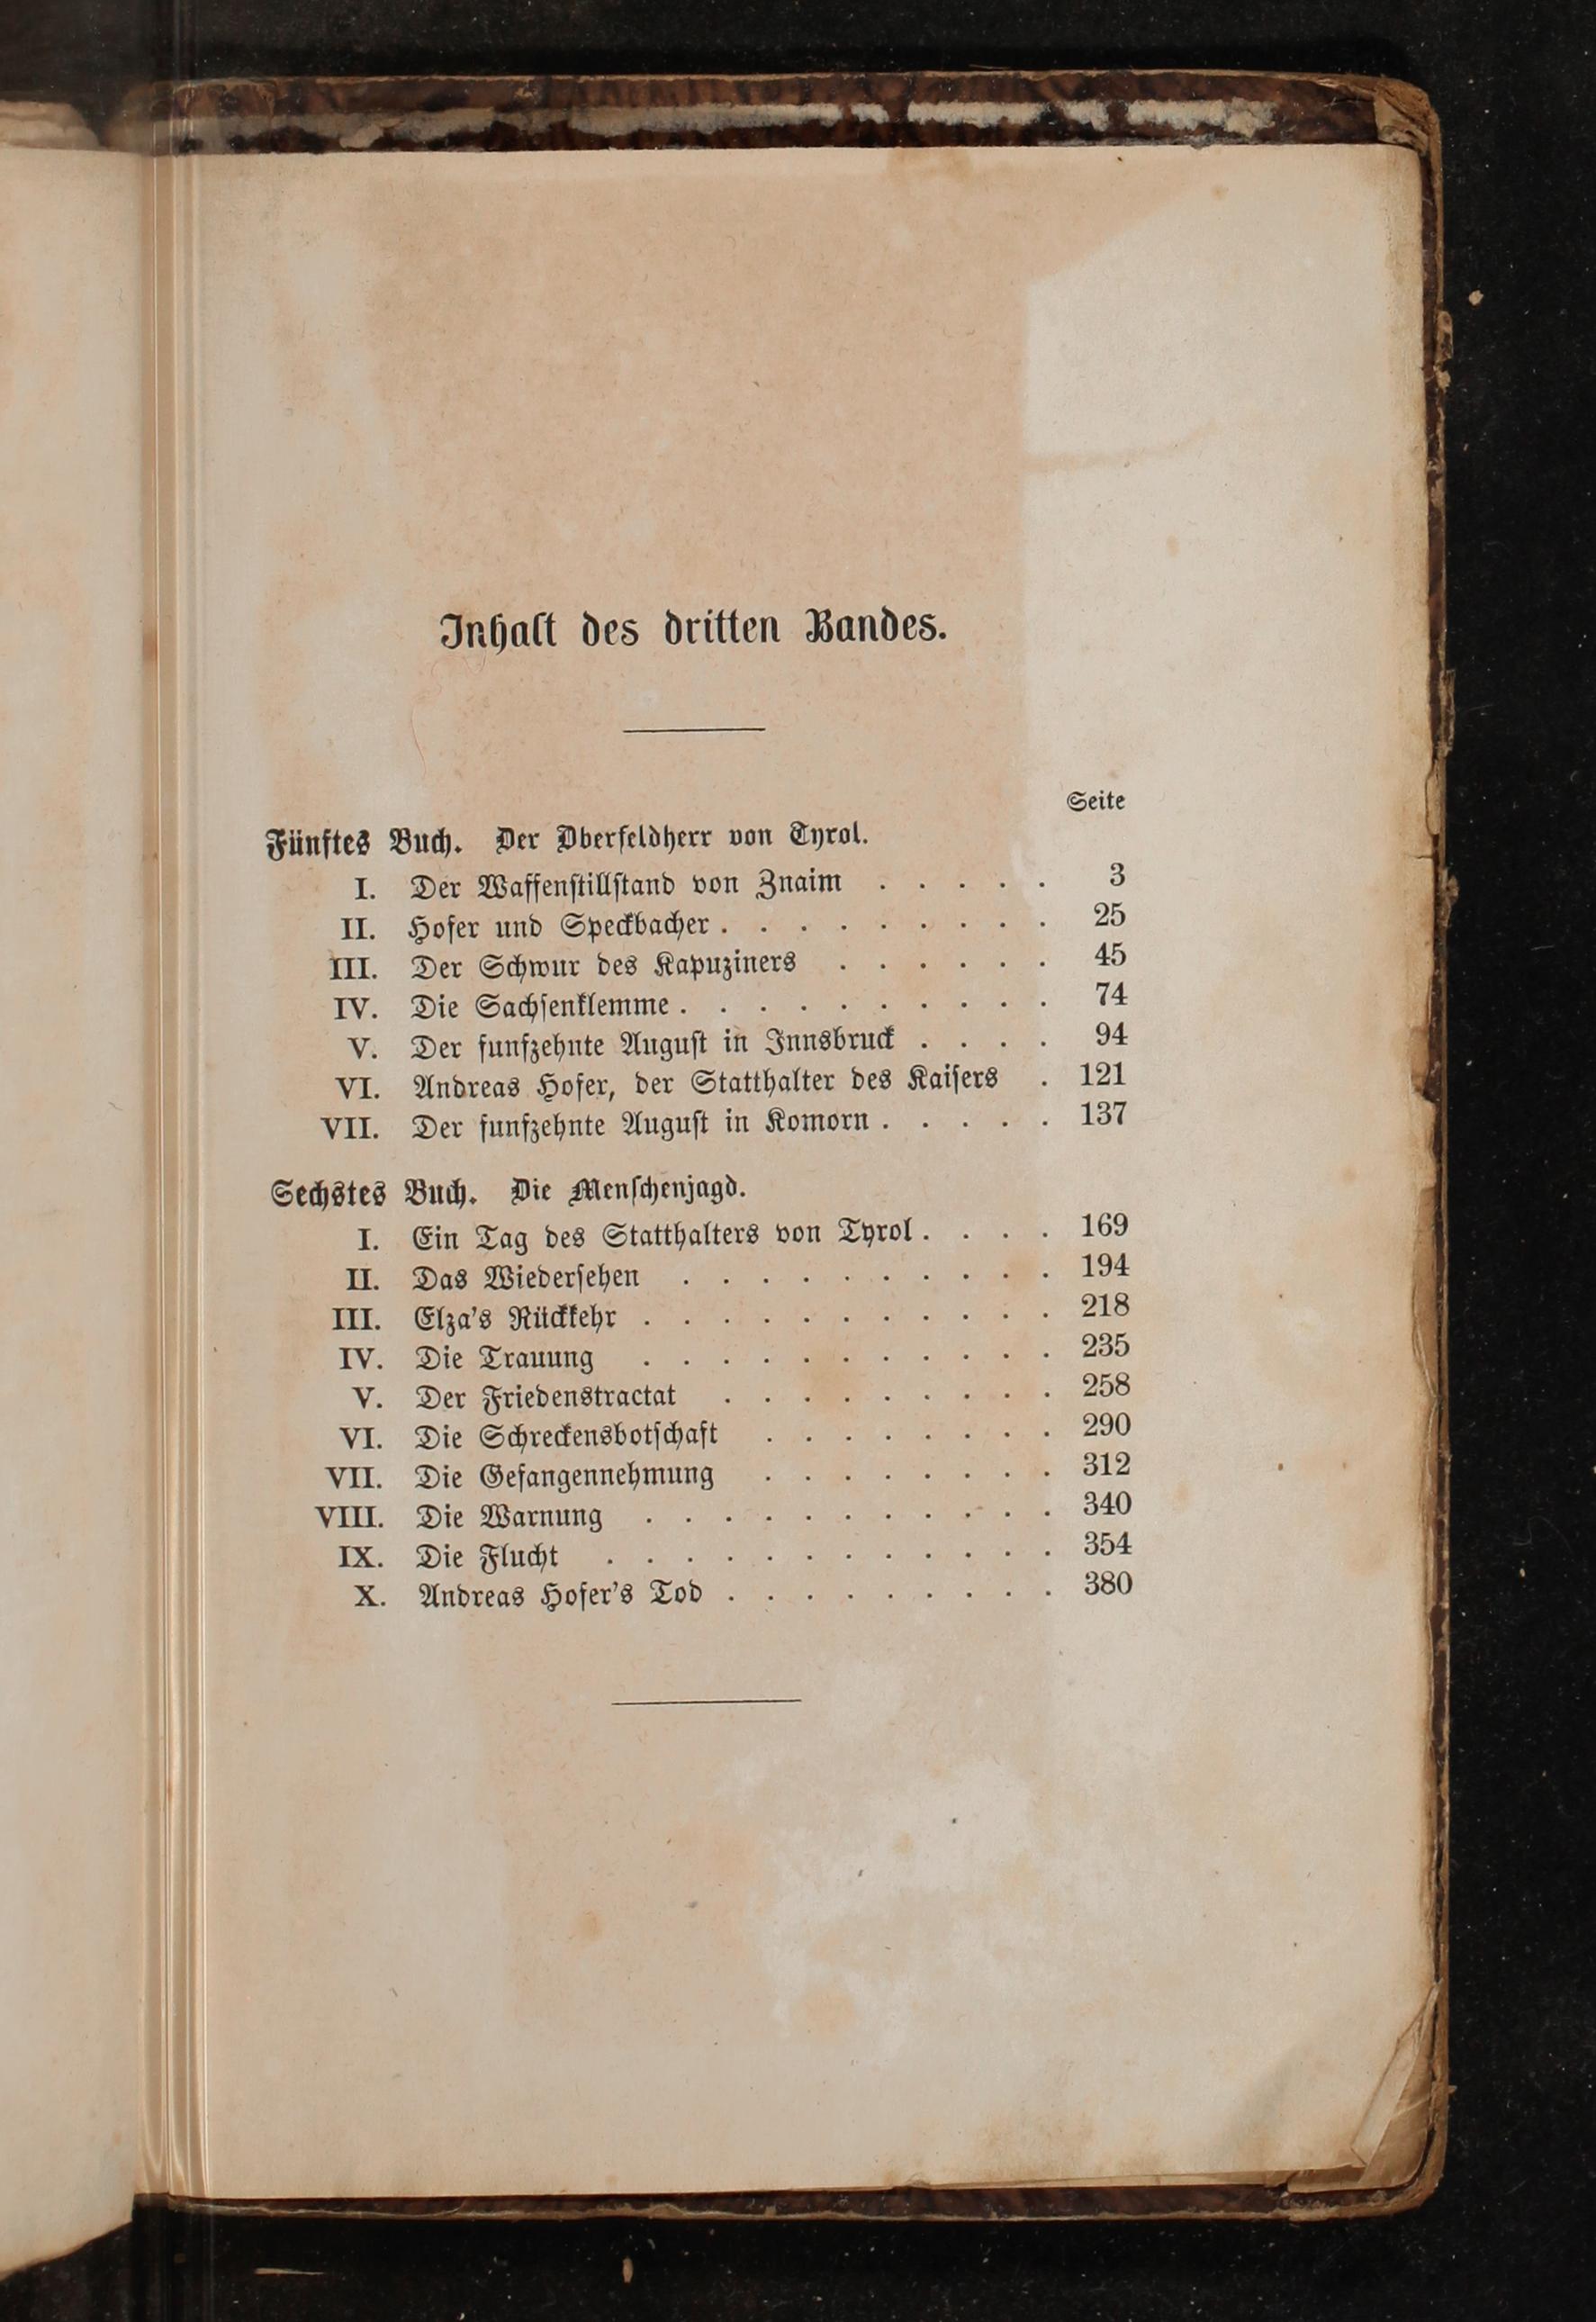 Inhalt des dritten Bandes.
Seite
Fünftes Buch. Der Oberfeldherr von Tyrol.
I. Der Waffenstillstand von Znaim . . . . . 3
II. Hofer und Speckbacher . . . . . . . . . 25
III. Der Schwur des Kapuziners . . . . . . 45
IV. Die Sachsenklemme . . . . . . . . . . 74
V. Der funfzehnte August in Innsbruck . . . . 94
VI. Andreas Hofer, der Statthalter des Kaisers . 121
VII. Der funfzehnte August in Komorn . . . . . 137
Sechstes Buch. Die Menschenjagd.
I. Ein Tag des Statthalters von Tyrol . . . . 169
II. Das Wiedersehen . . . . . . . . . . 194
III. Elza's Rückkehr . . . . . . . . . . . 218
IV. Die Trauung . . . . . . . . . . . 235
V. Der Friedenstractat . . . . . . . . . 258
VI. Die Schreckensbotschaft . . . . . . . . 290
VII. Die Gefangennehmung . . . . . . . . 312
VIII. Die Warnung . . . . . . . . . . . 340
IX. Die Flucht . . . . . . . . . . . . 354
X. Andreas Hofer's Tod . . . . . . . . . 380